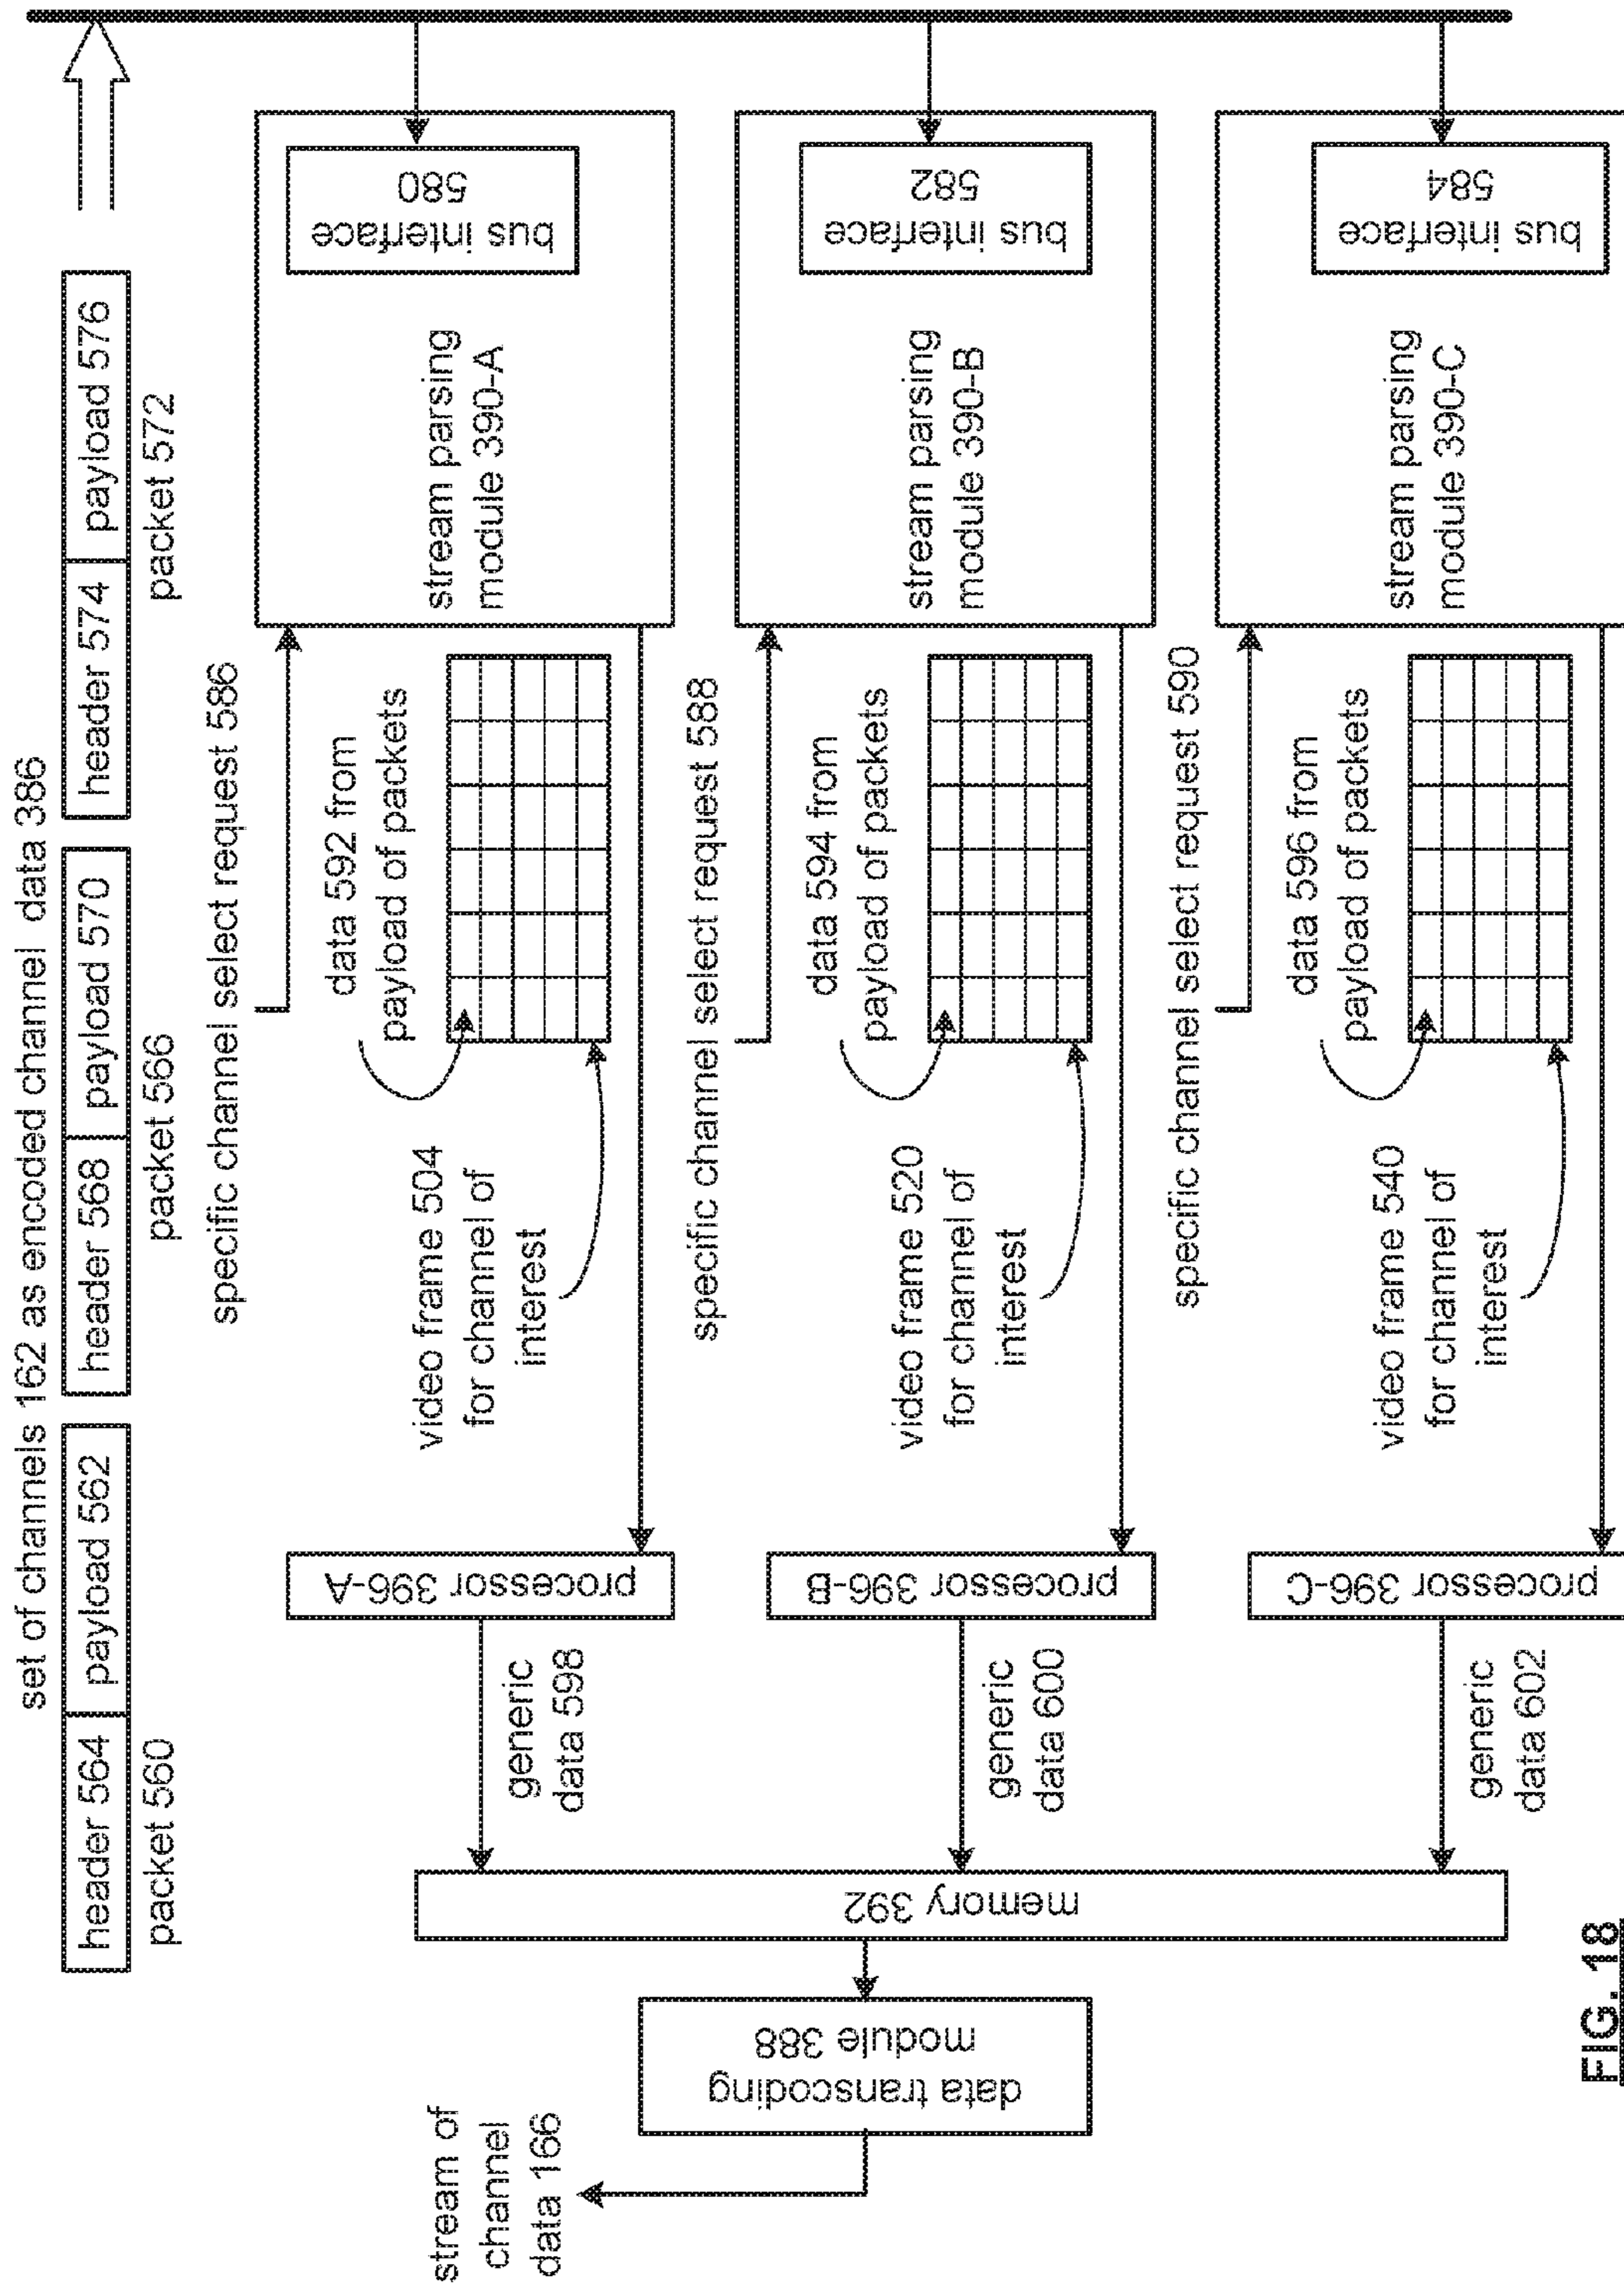 set of channels 162 as encoded channel data 386
header 564
payload 562
header 568
payload 570
header 574
payload 576
packet 560
packet 566
packet 572
specific channel select request 586
bus interface
580
stream parsing
module 390-A
data 592 from
payload of packets
video frame 504
for channel of
interest
processor 396-A
generic
data 598
specific channel select request 588
bus interface
582
stream parsing
module 390-B
data 594 from
payload of packets
video frame 520
for channel of
interest
processor 396-B
generic
data 600
specific channel select request 590
bus interface
584
stream parsing
module 390-C
data 596 from
payload of packets
video frame 540
for channel of
interest
processor 396-C
generic
data 602
memory 392
data transcoding
module 388
stream of
channel
data 166
FIG. 18